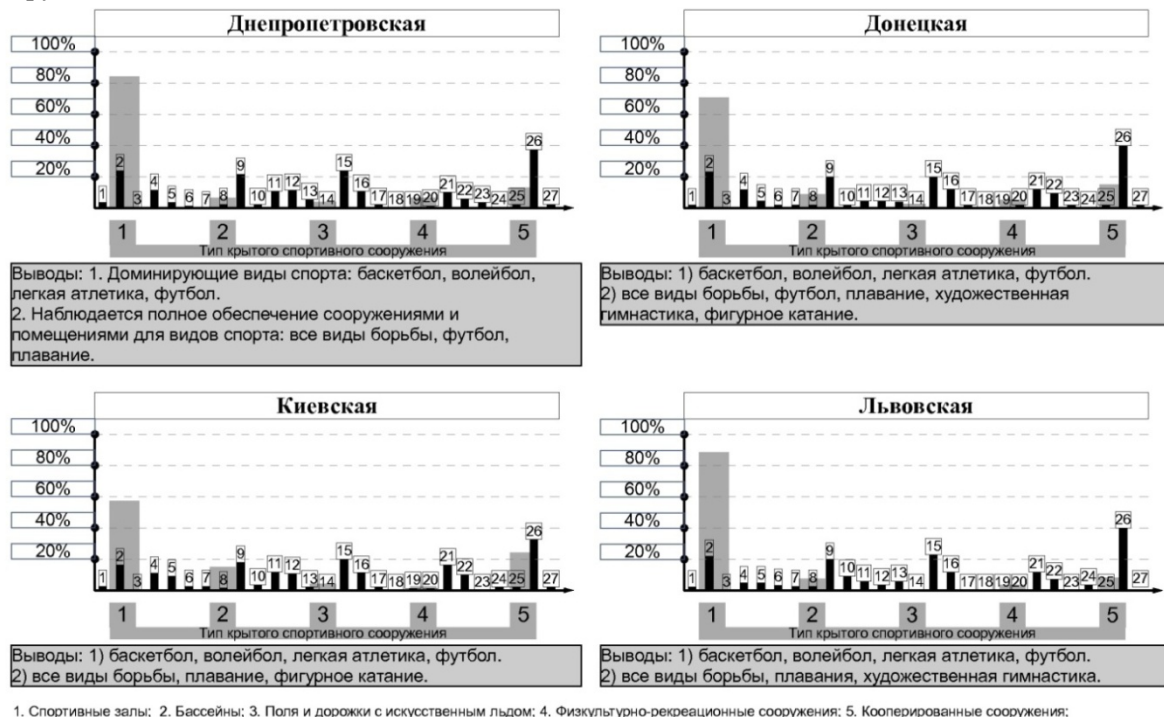 Днепропетровская
Донецкая
100%
80%
60%
40%
20%
1 2 3 4 5 6 7 8 9 10 11 12 13 14 15 16 17 18 19 20 21 22 23 24 25 26 27
1 2 3 4 5
Тип крытого спортивного сооружения
100%
80%
60%
40%
20%
1 2 3 4 5 6 7 8 9 10 11 12 13 14 15 16 17 18 19 20 21 22 23 24 25 26 27
1 2 3 4 5
Тип крытого спортивного сооружения
Выводы: 1. Доминирующие виды спорта: баскетбол, волейбол,
легкая атлетика, футбол.
2. Наблюдается полное обеспечение сооружениями и
помещениями для видов спорта: все виды борьбы, футбол,
плавание.
Выводы: 1) баскетбол, волейбол, легкая атлетика, футбол.
2) все виды борьбы, футбол, плавание, художественная
гимнастика, фигурное катание.
Киевская
Львовская
100%
80%
60%
40%
20%
1 2 3 4 5 6 7 8 9 10 11 12 13 14 15 16 17 18 19 20 21 22 23 24 25 26 27
1 2 3 4 5
Тип крытого спортивного сооружения
100%
80%
60%
40%
20%
1 2 3 4 5 6 7 8 9 10 11 12 13 14 15 16 17 18 19 20 21 22 23 24 25 26 27
1 2 3 4 5
Тип крытого спортивного сооружения
Выводы: 1) баскетбол, волейбол, легкая атлетика, футбол.
2) все виды борьбы, плавание, фигурное катание.
Выводы: 1) баскетбол, волейбол, легкая атлетика, футбол.
2) все виды борьбы, плавания, художественная гимнастика.
1. Спортивные залы; 2. Бассейны; 3. Поля и дорожки с искусственным льдом; 4. Физкультурно-рекреационные сооружения; 5. Кооперированные сооружения;